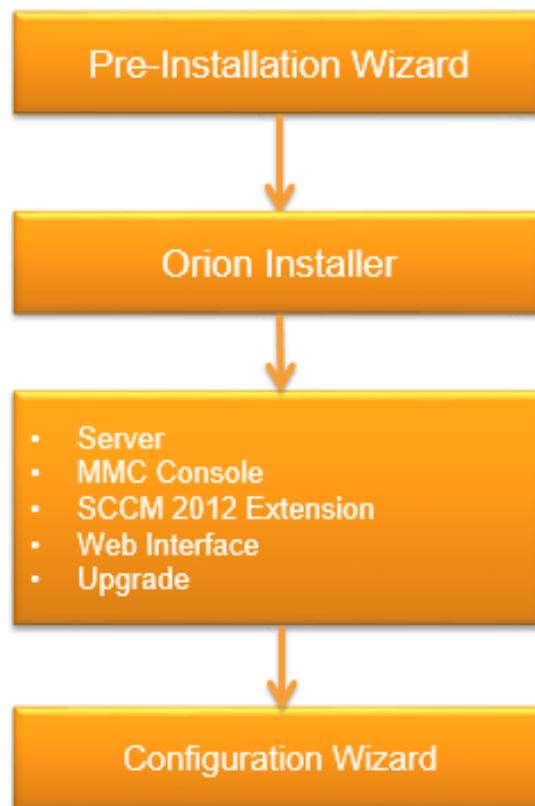 Pre-Installation Wizard
Orion Installer
• Server
• MMC Console
• SCCM 2012 Extension
• Web Interface
• Upgrade
Configuration Wizard